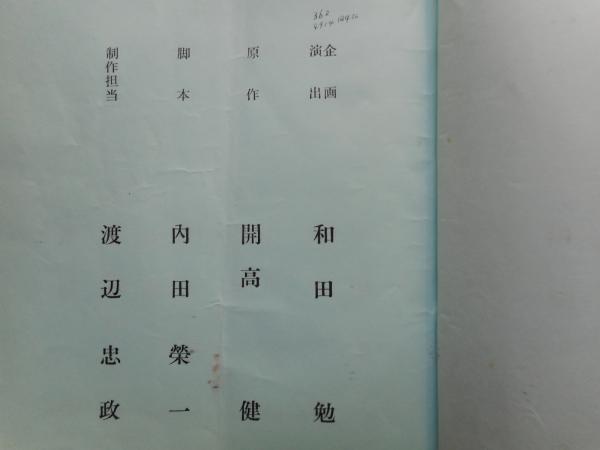 企画
演出
和田 勉
原作
開高 健
脚本
内田榮一
制作担当
渡辺忠政